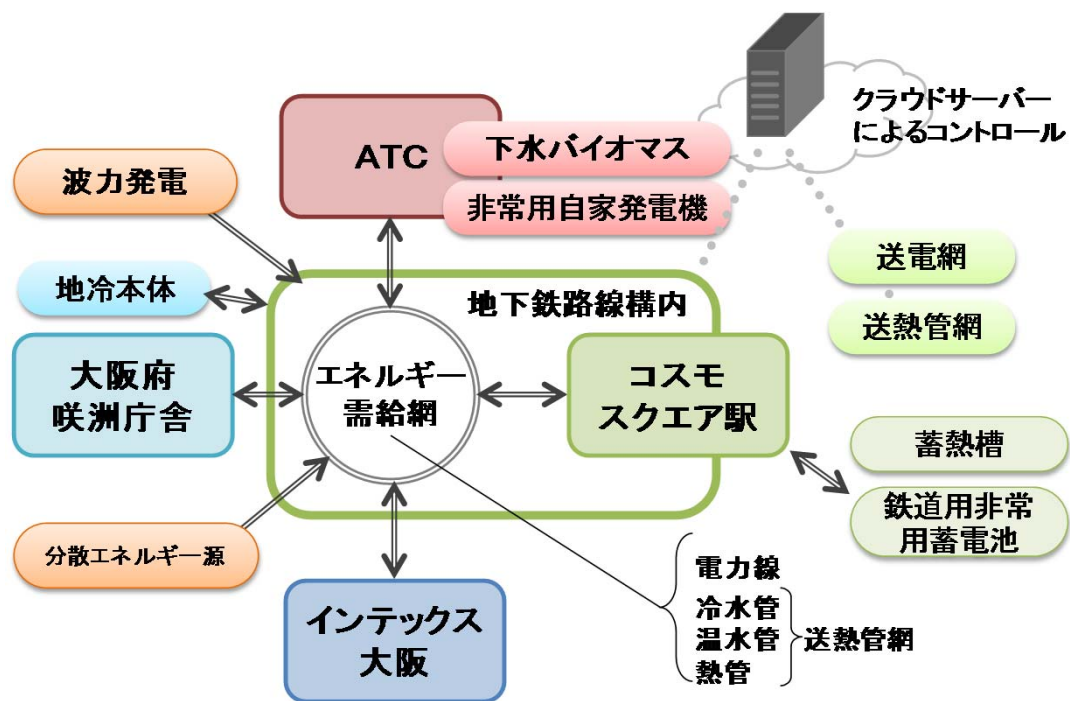 クラウドサーバー
によるコントロール
ATC
下水バイオマス
非常用自家発電機
波力発電
送電網
地冷本体
地下鉄路線構内
送熱管網
大阪府
咲洲庁舎
エネルギー
需給網
コスモ
スクエア駅
蓄熱槽
鉄道用非常
用蓄電池
分散エネルギー源
電力線
冷水管
温水管
送熱管網
熱管
インテックス
大阪